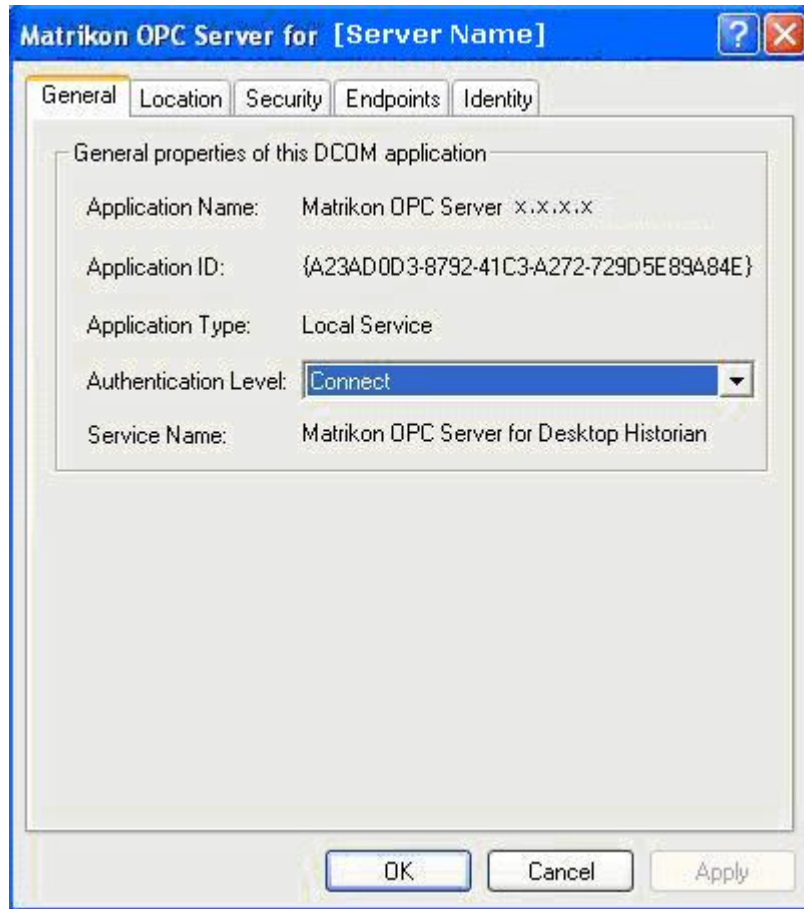 Matrikon OPC Server for [Server Name]
General Location Security Endpoints Identity
General properties of this DCOM application
Application Name: Matrikon OPC Server x.x.x.x
Application ID: {A23AD0D3-8792-41C3-A272-729D5E89A84E}
Application Type: Local Service
Authentication Level: Connect
Service Name: Matrikon OPC Server for Desktop Historian
OK Cancel Apply